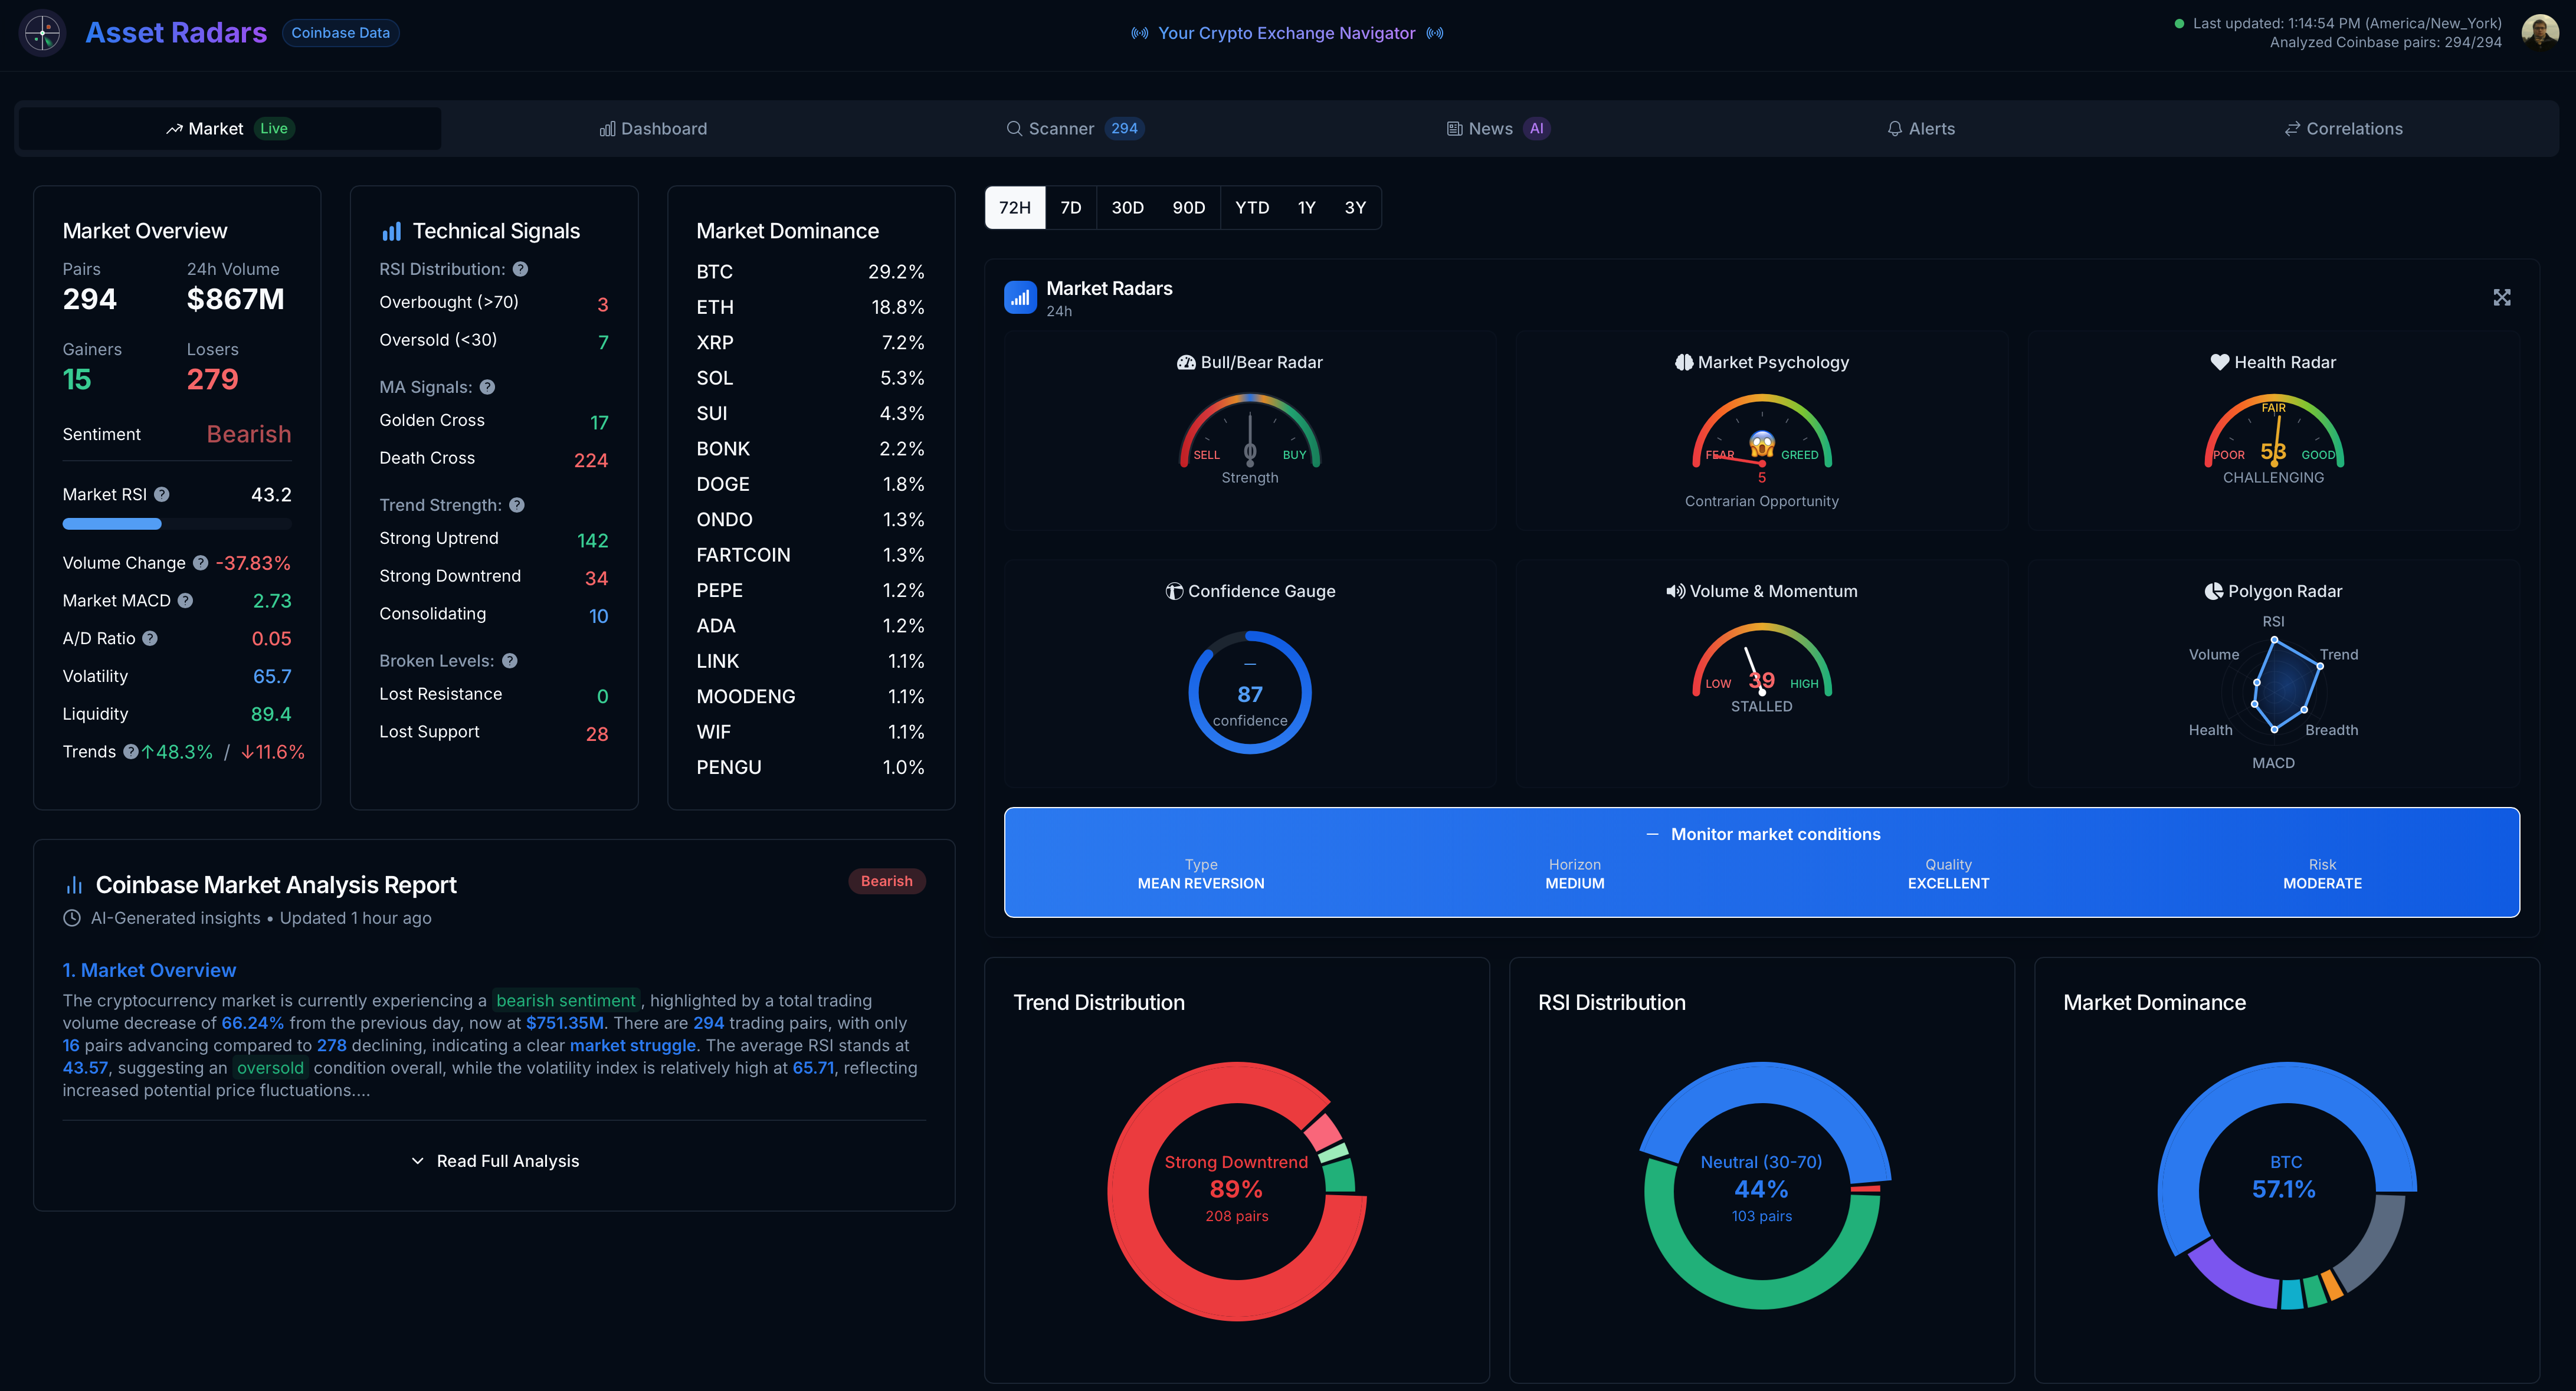 Asset Radars
Coinbase Data
Your Crypto Exchange Navigator
Last updated: 1:14:54 PM (America/New_York)
Analyzed Coinbase pairs: 294/294
Market Live
Dashboard
Scanner 294
News AI
Alerts
Correlations
Market Overview
Pairs 24h Volume
294 $867M
Gainers Losers
15 279
Sentiment Bearish
Market RSI ? 43.2
Volume Change ? -37.83%
Market MACD ? 2.73
A/D Ratio ? 0.05
Volatility 65.7
Liquidity 89.4
Trends ? ↑48.3% / ↓11.6%
Technical Signals
RSI Distribution: ?
Overbought (>70) 3
Oversold (<30) 7
MA Signals: ?
Golden Cross 17
Death Cross 224
Trend Strength: ?
Strong Uptrend 142
Strong Downtrend 34
Consolidating 10
Broken Levels: ?
Lost Resistance 0
Lost Support 28
Market Dominance
BTC 29.2%
ETH 18.8%
XRP 7.2%
SOL 5.3%
SUI 4.3%
BONK 2.2%
DOGE 1.8%
ONDO 1.3%
FARTCOIN 1.3%
PEPE 1.2%
ADA 1.2%
LINK 1.1%
MOODENG 1.1%
WIF 1.1%
PENGU 1.0%
Coinbase Market Analysis Report
Bearish
AI-Generated insights • Updated 1 hour ago
1. Market Overview
The cryptocurrency market is currently experiencing a bearish sentiment, highlighted by a total trading
volume decrease of 66.24% from the previous day, now at $751.35M. There are 294 trading pairs, with only
16 pairs advancing compared to 278 declining, indicating a clear market struggle. The average RSI stands at
43.57, suggesting an oversold condition overall, while the volatility index is relatively high at 65.71, reflecting
increased potential price fluctuations....
Read Full Analysis
72H 7D 30D 90D YTD 1Y 3Y
Market Radars
24h
Bull/Bear Radar
SELL 0 BUY
Strength
Market Psychology
FEAR GREED
5
Contrarian Opportunity
Health Radar
FAIR
POOR 53 GOOD
CHALLENGING
Confidence Gauge
87
confidence
Volume & Momentum
LOW 39 HIGH
STALLED
Polygon Radar
RSI
Volume Trend
Health Breadth
MACD
— Monitor market conditions
Type Horizon Quality Risk
MEAN REVERSION MEDIUM EXCELLENT MODERATE
Trend Distribution
Strong Downtrend
89%
208 pairs
RSI Distribution
Neutral (30-70)
44%
103 pairs
Market Dominance
BTC
57.1%